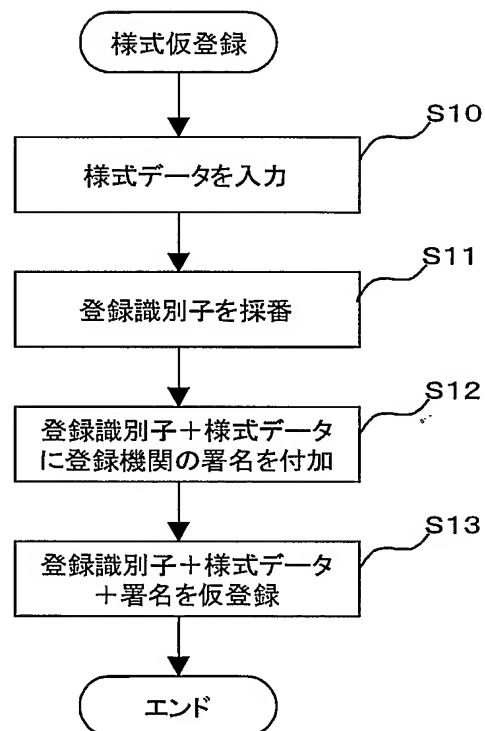 様式仮登録
S10
様式データを入力
S11
登録識別子を採番
S12
登録識別子＋様式データ
に登録機関の署名を付加
S13
登録識別子＋様式データ
＋署名を仮登録
エンド